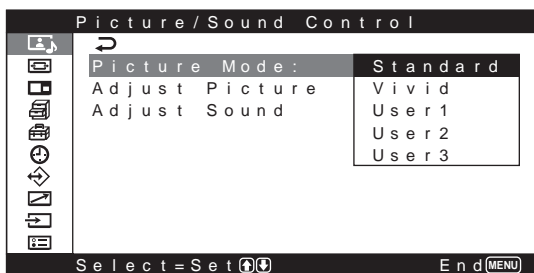 Picture/Sound Control
Picture Mode: Standard
Adjust Picture Vivid
Adjust Sound User1
User2
User3
Select=Set End MENU